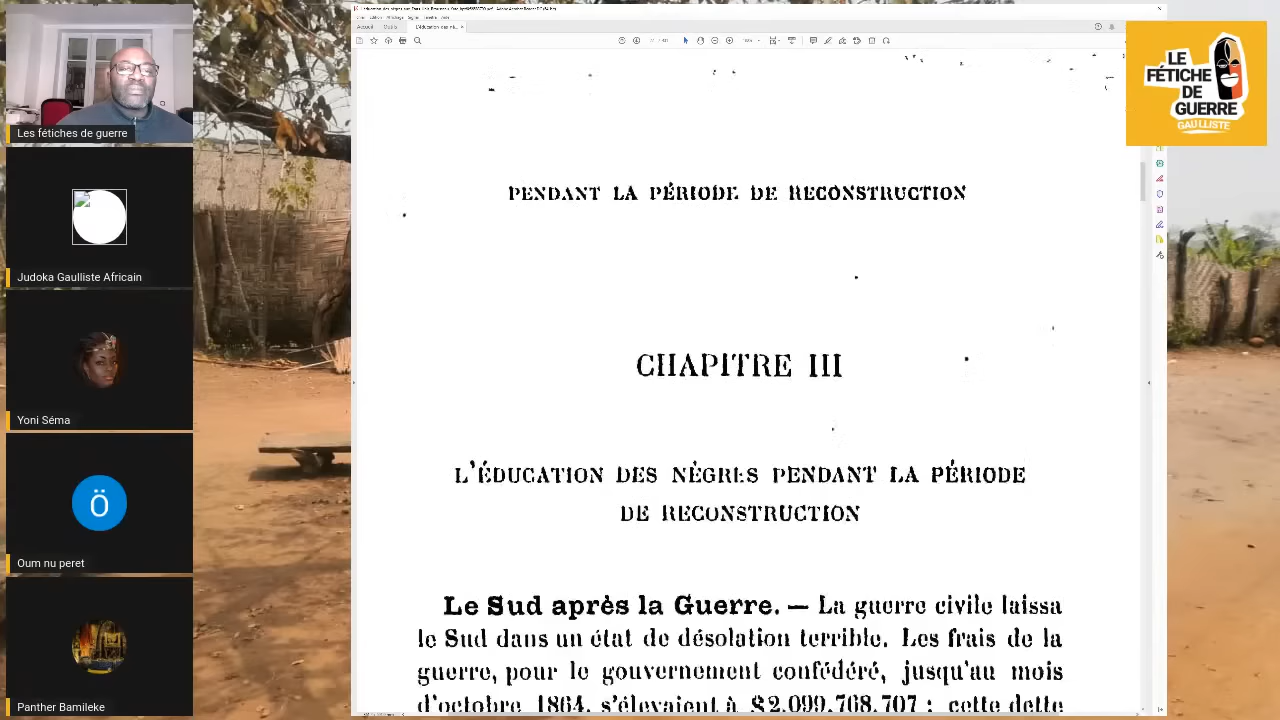 Les fétiches de guerre
Judoka Gaulliste Africain
Yoni Séma
Ö
Oum nu peret
Panther Bamileke
Accueil
Outils
LE
FÉTICHE
DE
GUERRE
GAULLISTE
PENDANT LA PÉRIODE DE RECONSTRUCTION
CHAPITRE III
L'ÉDUCATION DES NÈGRES PENDANT LA PÉRIODE
DE RECONSTRUCTION
Le Sud après la Guerre. — La guerre civile laissa
le Sud dans un état de désolation terrible. Les frais de la
guerre, pour le gouvernement confédéré, jusqu'au mois
d'octobre 1864, s'élevaient à $2.099.768.707 ; cette dette